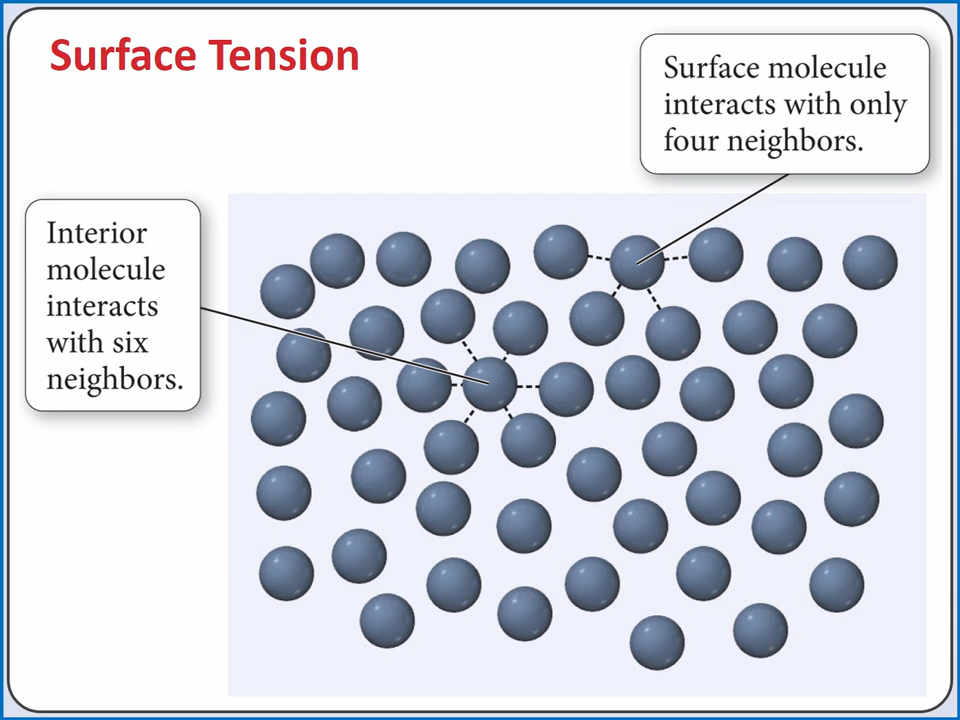 Surface Tension
Surface molecule
interacts with only
four neighbors.
Interior
molecule
interacts
with six
neighbors.